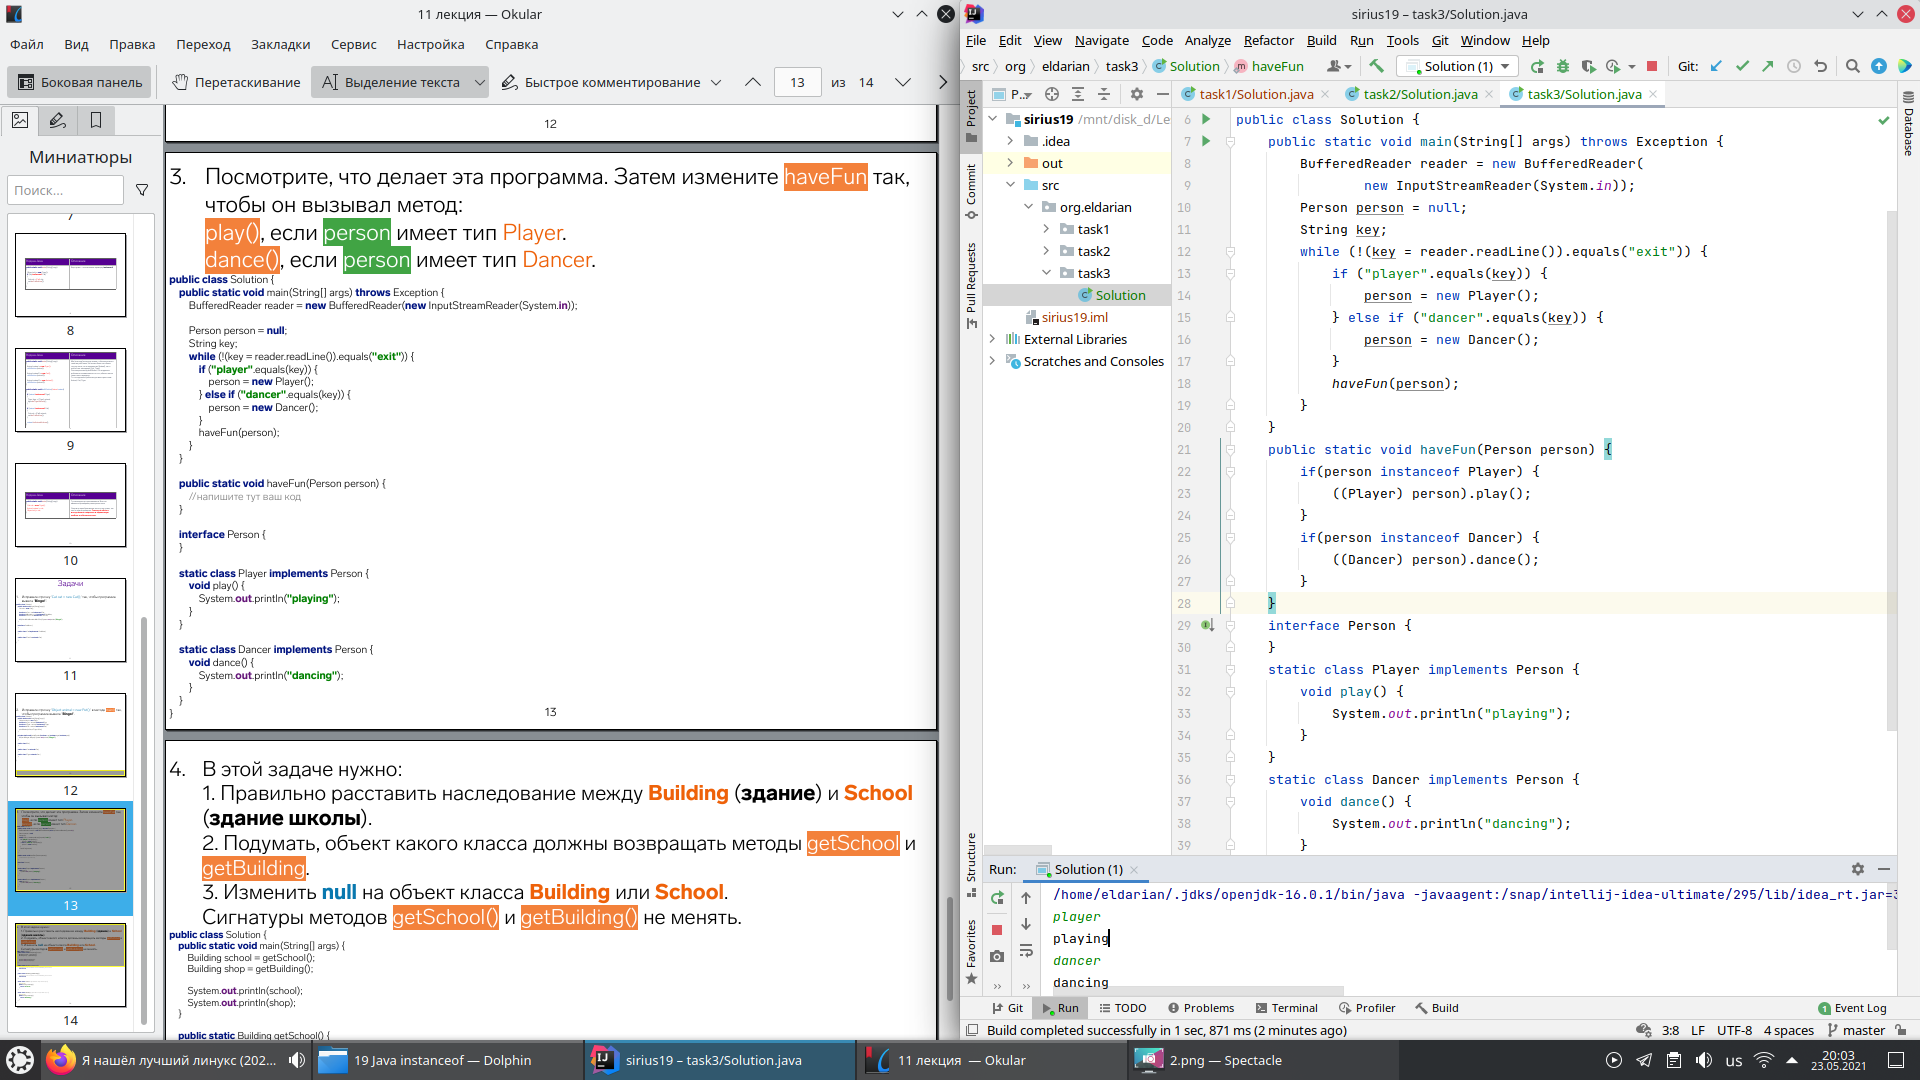 11 лекция — Okular
Файл Вид Правка Переход Закладки Сервис Настройка Справка
Боковая панель Перетаскивание Выделение текста Быстрое комментирование 13 из 14
Миниатюры
Поиск...
7
8
9
10
Задачи
11
12
13
14
12
3. Посмотрите, что делает эта программа. Затем измените haveFun так,
чтобы он вызывал метод:
play(), если person имеет тип Player.
dance(), если person имеет тип Dancer.
public class Solution {
public static void main(String[] args) throws Exception {
BufferedReader reader = new BufferedReader(new InputStreamReader(System.in));
Person person = null;
String key;
while (!(key = reader.readLine()).equals("exit")) {
if ("player".equals(key)) {
person = new Player();
} else if ("dancer".equals(key)) {
person = new Dancer();
}
haveFun(person);
}
}
public static void haveFun(Person person) {
//напишите тут ваш код
}
interface Person {
}
static class Player implements Person {
void play() {
System.out.println("playing");
}
}
static class Dancer implements Person {
void dance() {
System.out.println("dancing");
}
}
}
13
4. В этой задаче нужно:
1. Правильно расставить наследование между Building (здание) и School
(здание школы).
2. Подумать, объект какого класса должны возвращать методы getSchool и
getBuilding.
3. Изменить null на объект класса Building или School.
Сигнатуры методов getSchool() и getBuilding() не менять.
public class Solution {
public static void main(String[] args) {
Building school = getSchool();
Building shop = getBuilding();
System.out.println(school);
System.out.println(shop);
}
public static Building getSchool() {
sirius19 – task3/Solution.java
File Edit View Navigate Code Analyze Refactor Build Run Tools Git Window Help
src org eldarian task3 Solution haveFun Solution (1) Git:
Project
Commit
Pull Requests
Structure
Favorites
Database
P..
sirius19 /mnt/disk_d/Le
.idea
out
src
org.eldarian
task1
task2
task3
Solution
sirius19.iml
External Libraries
Scratches and Consoles
task1/Solution.java task2/Solution.java task3/Solution.java
6 public class Solution {
7 public static void main(String[] args) throws Exception {
8 BufferedReader reader = new BufferedReader(
9 new InputStreamReader(System.in));
10 Person person = null;
11 String key;
12 while (!(key = reader.readLine()).equals("exit")) {
13 if ("player".equals(key)) {
14 person = new Player();
15 } else if ("dancer".equals(key)) {
16 person = new Dancer();
17 }
18 haveFun(person);
19 }
20 }
21 public static void haveFun(Person person) {
22 if(person instanceof Player) {
23 ((Player) person).play();
24 }
25 if(person instanceof Dancer) {
26 ((Dancer) person).dance();
27 }
28 }
29 interface Person {
30 }
31 static class Player implements Person {
32 void play() {
33 System.out.println("playing");
34 }
35 }
36 static class Dancer implements Person {
37 void dance() {
38 System.out.println("dancing");
39 }
Run: Solution (1)
/home/eldarian/.jdks/openjdk-16.0.1/bin/java -javaagent:/snap/intellij-idea-ultimate/295/lib/idea_rt.jar=3
player
playing
dancer
dancing
Git Run TODO Problems Terminal Profiler Build 1 Event Log
Build completed successfully in 1 sec, 871 ms (2 minutes ago) 3:8 LF UTF-8 4 spaces master
Я нашёл лучший линукс (202... 19 Java instanceof — Dolphin sirius19 – task3/Solution.java 11 лекция — Okular 2.png — Spectacle us 20:03
23.05.2021